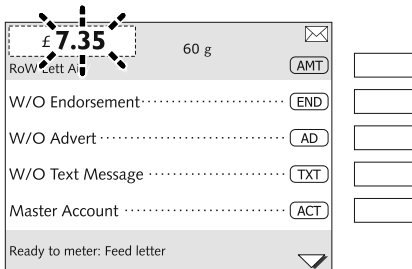 £ 7.35
60 g
RoW Lett Ai
AMT
W/O Endorsement END
W/O Advert AD
W/O Text Message TXT
Master Account ACT
Ready to meter: Feed letter